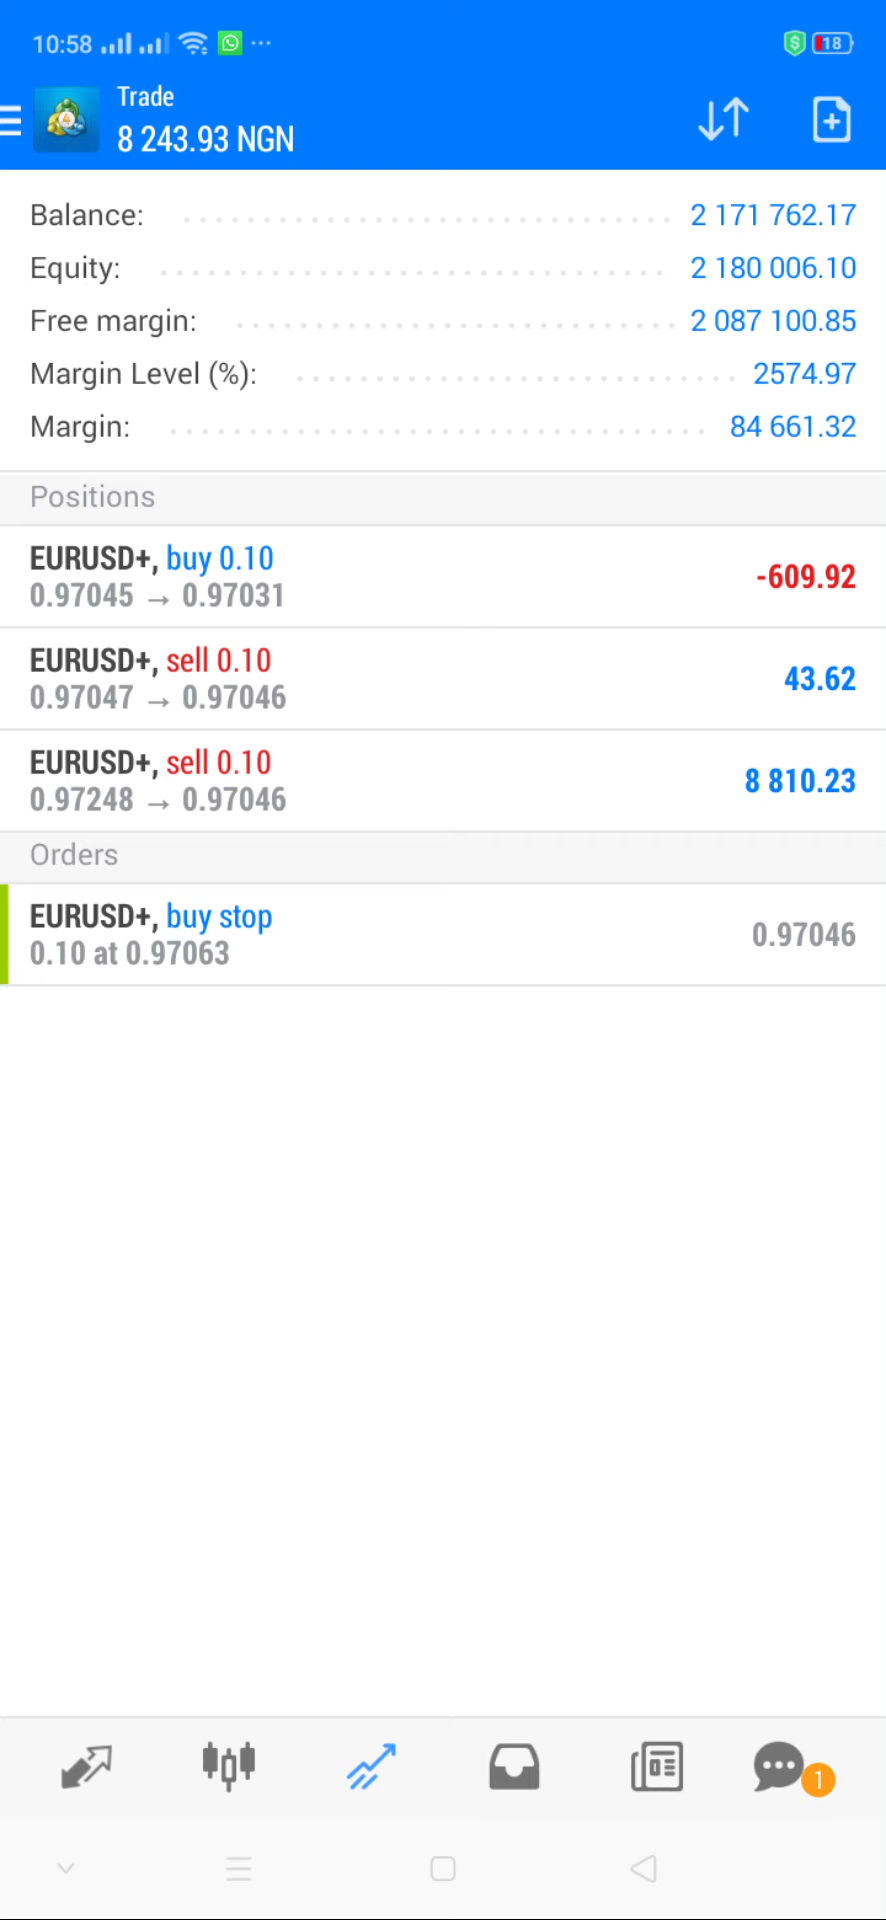 10:58
18
Trade
8 243.93 NGN
Balance: 2 171 762.17
Equity: 2 180 006.10
Free margin: 2 087 100.85
Margin Level (%): 2574.97
Margin: 84 661.32
Positions
EURUSD+, buy 0.10
0.97045 → 0.97031
-609.92
EURUSD+, sell 0.10
0.97047 → 0.97046
43.62
EURUSD+, sell 0.10
0.97248 → 0.97046
8 810.23
Orders
EURUSD+, buy stop
0.10 at 0.97063
0.97046
1